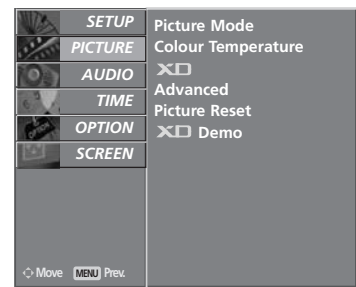 SETUP
PICTURE
AUDIO
TIME
OPTION
SCREEN
Move MENU Prev.
Picture Mode
Colour Temperature
XD
Advanced
Picture Reset
XD Demo